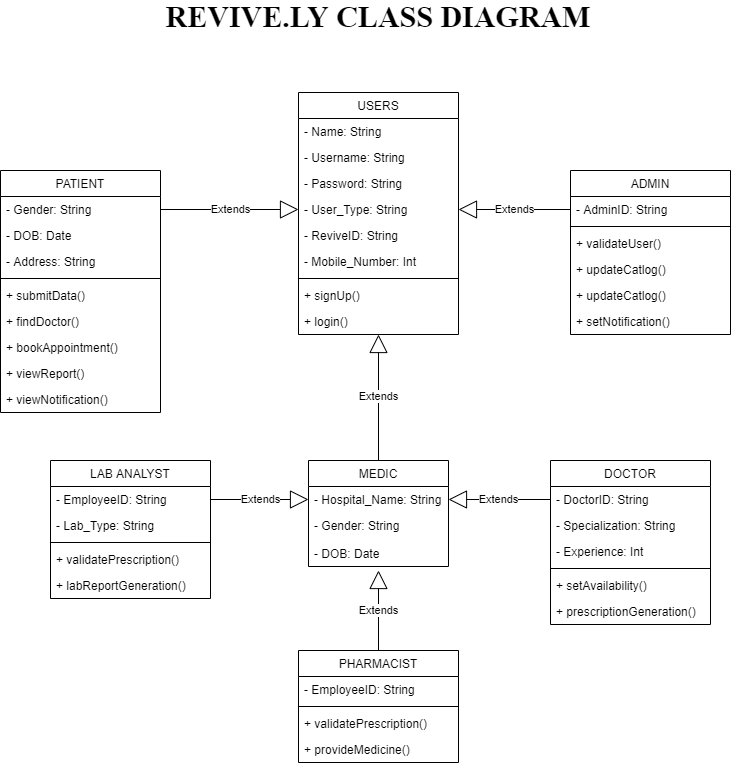 REVIVE.LY CLASS DIAGRAM
USERS
- Name: String
- Username: String
- Password: String
- User_Type: String
- ReviveID: String
- Mobile_Number: Int
+ signUp()
+ login()
PATIENT
- Gender: String
- DOB: Date
- Address: String
+ submitData()
+ findDoctor()
+ bookAppointment()
+ viewReport()
+ viewNotification()
Extends
Extends
ADMIN
- AdminID: String
+ validateUser()
+ updateCatlog()
+ updateCatlog()
+ setNotification()
Extends
LAB ANALYST
- EmployeeID: String
- Lab_Type: String
+ validatePrescription()
+ labReportGeneration()
Extends
MEDIC
- Hospital_Name: String
- Gender: String
- DOB: Date
Extends
DOCTOR
- DoctorID: String
- Specialization: String
- Experience: Int
+ setAvailability()
+ prescriptionGeneration()
Extends
PHARMACIST
- EmployeeID: String
+ validatePrescription()
+ provideMedicine()